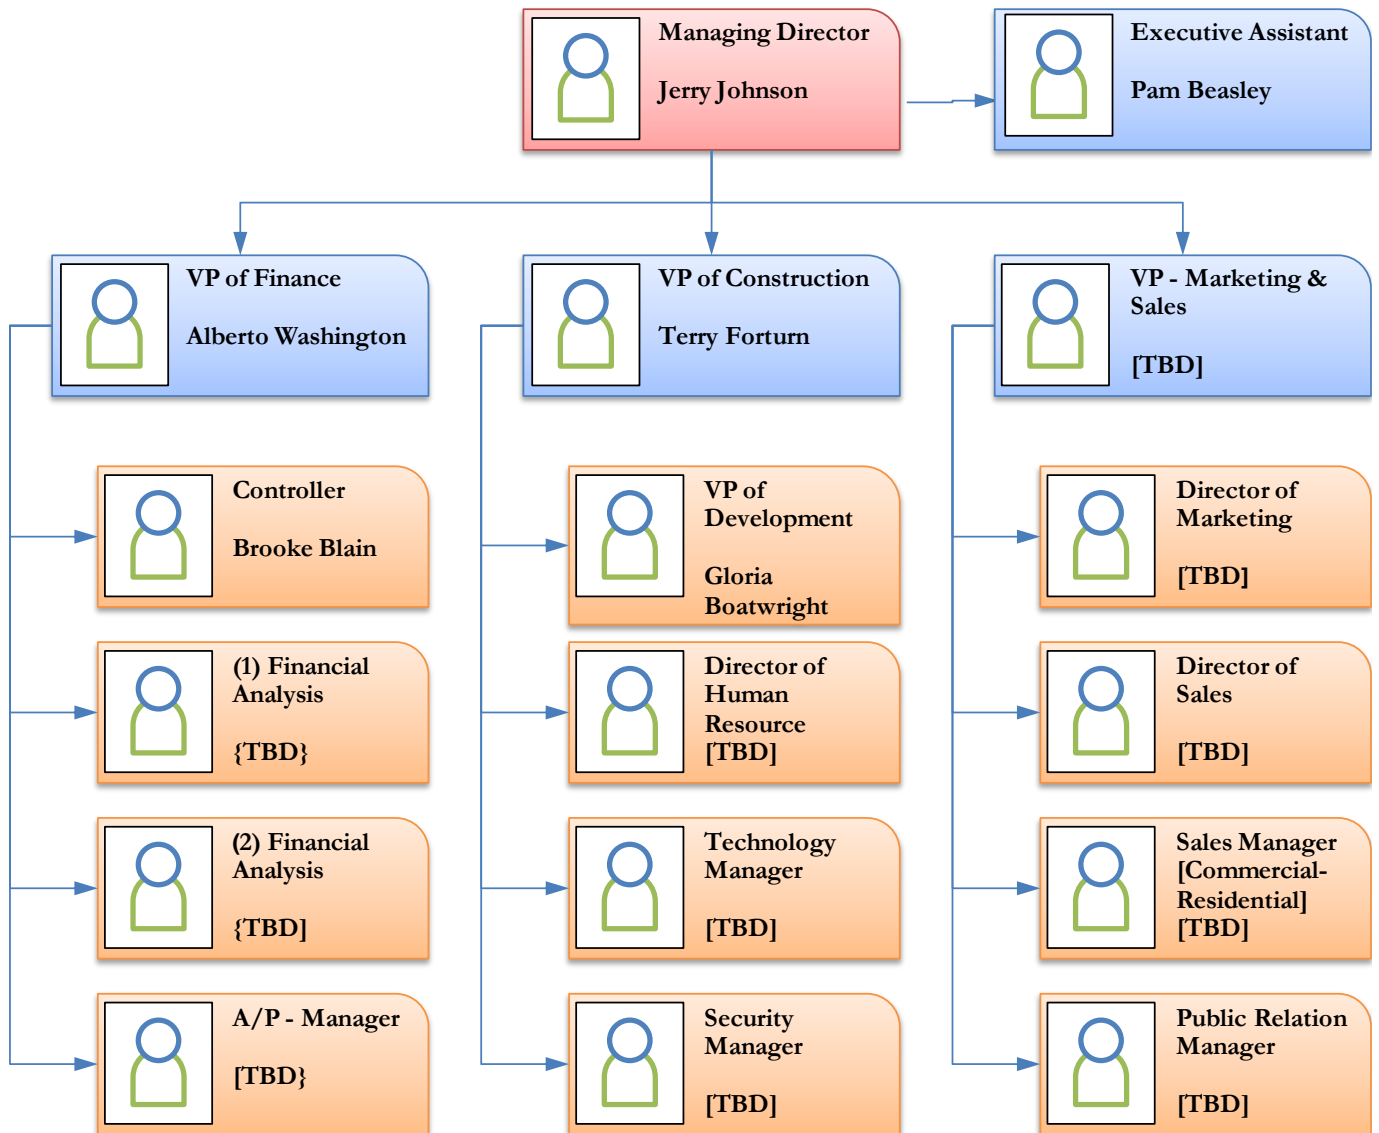 Managing Director
Jerry Johnson
Executive Assistant
Pam Beasley
VP of Finance
Alberto Washington
VP of Construction
Terry Forturn
VP - Marketing &
Sales
[TBD]
Controller
Brooke Blain
VP of
Development
Gloria
Boatwright
Director of
Marketing
[TBD]
(1) Financial
Analysis
{TBD}
Director of
Human
Resource
[TBD]
Director of
Sales
[TBD]
(2) Financial
Analysis
{TBD]
Technology
Manager
[TBD]
Sales Manager
[Commercial-
Residential]
[TBD]
A/P - Manager
[TBD}
Security
Manager
[TBD]
Public Relation
Manager
[TBD]